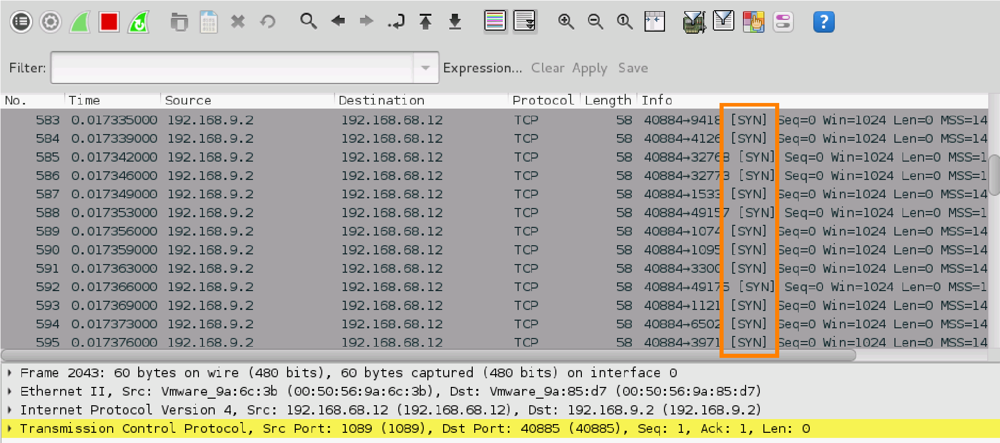 Filter: Expression... Clear Apply Save
No. Time Source Destination Protocol Length Info
583 0.017335000 192.168.9.2 192.168.68.12 TCP 58 40884→9418 [SYN] Seq=0 Win=1024 Len=0 MSS=14
584 0.017339000 192.168.9.2 192.168.68.12 TCP 58 40884→4126 [SYN] Seq=0 Win=1024 Len=0 MSS=14
585 0.017342000 192.168.9.2 192.168.68.12 TCP 58 40884→32768 [SYN] Seq=0 Win=1024 Len=0 MSS=1
586 0.017346000 192.168.9.2 192.168.68.12 TCP 58 40884→32773 [SYN] Seq=0 Win=1024 Len=0 MSS=1
587 0.017349000 192.168.9.2 192.168.68.12 TCP 58 40884→1533 [SYN] Seq=0 Win=1024 Len=0 MSS=14
588 0.017353000 192.168.9.2 192.168.68.12 TCP 58 40884→49157 [SYN] Seq=0 Win=1024 Len=0 MSS=1
589 0.017356000 192.168.9.2 192.168.68.12 TCP 58 40884→1074 [SYN] Seq=0 Win=1024 Len=0 MSS=14
590 0.017359000 192.168.9.2 192.168.68.12 TCP 58 40884→1095 [SYN] Seq=0 Win=1024 Len=0 MSS=14
591 0.017363000 192.168.9.2 192.168.68.12 TCP 58 40884→3300 [SYN] Seq=0 Win=1024 Len=0 MSS=14
592 0.017366000 192.168.9.2 192.168.68.12 TCP 58 40884→49175 [SYN] Seq=0 Win=1024 Len=0 MSS=1
593 0.017369000 192.168.9.2 192.168.68.12 TCP 58 40884→1121 [SYN] Seq=0 Win=1024 Len=0 MSS=14
594 0.017373000 192.168.9.2 192.168.68.12 TCP 58 40884→6502 [SYN] Seq=0 Win=1024 Len=0 MSS=14
595 0.017376000 192.168.9.2 192.168.68.12 TCP 58 40884→3971 [SYN] Seq=0 Win=1024 Len=0 MSS=14
Frame 2043: 60 bytes on wire (480 bits), 60 bytes captured (480 bits) on interface 0
Ethernet II, Src: Vmware_9a:6c:3b (00:50:56:9a:6c:3b), Dst: Vmware_9a:85:d7 (00:50:56:9a:85:d7)
Internet Protocol Version 4, Src: 192.168.68.12 (192.168.68.12), Dst: 192.168.9.2 (192.168.9.2)
Transmission Control Protocol, Src Port: 1089 (1089), Dst Port: 40885 (40885), Seq: 1, Ack: 1, Len: 0